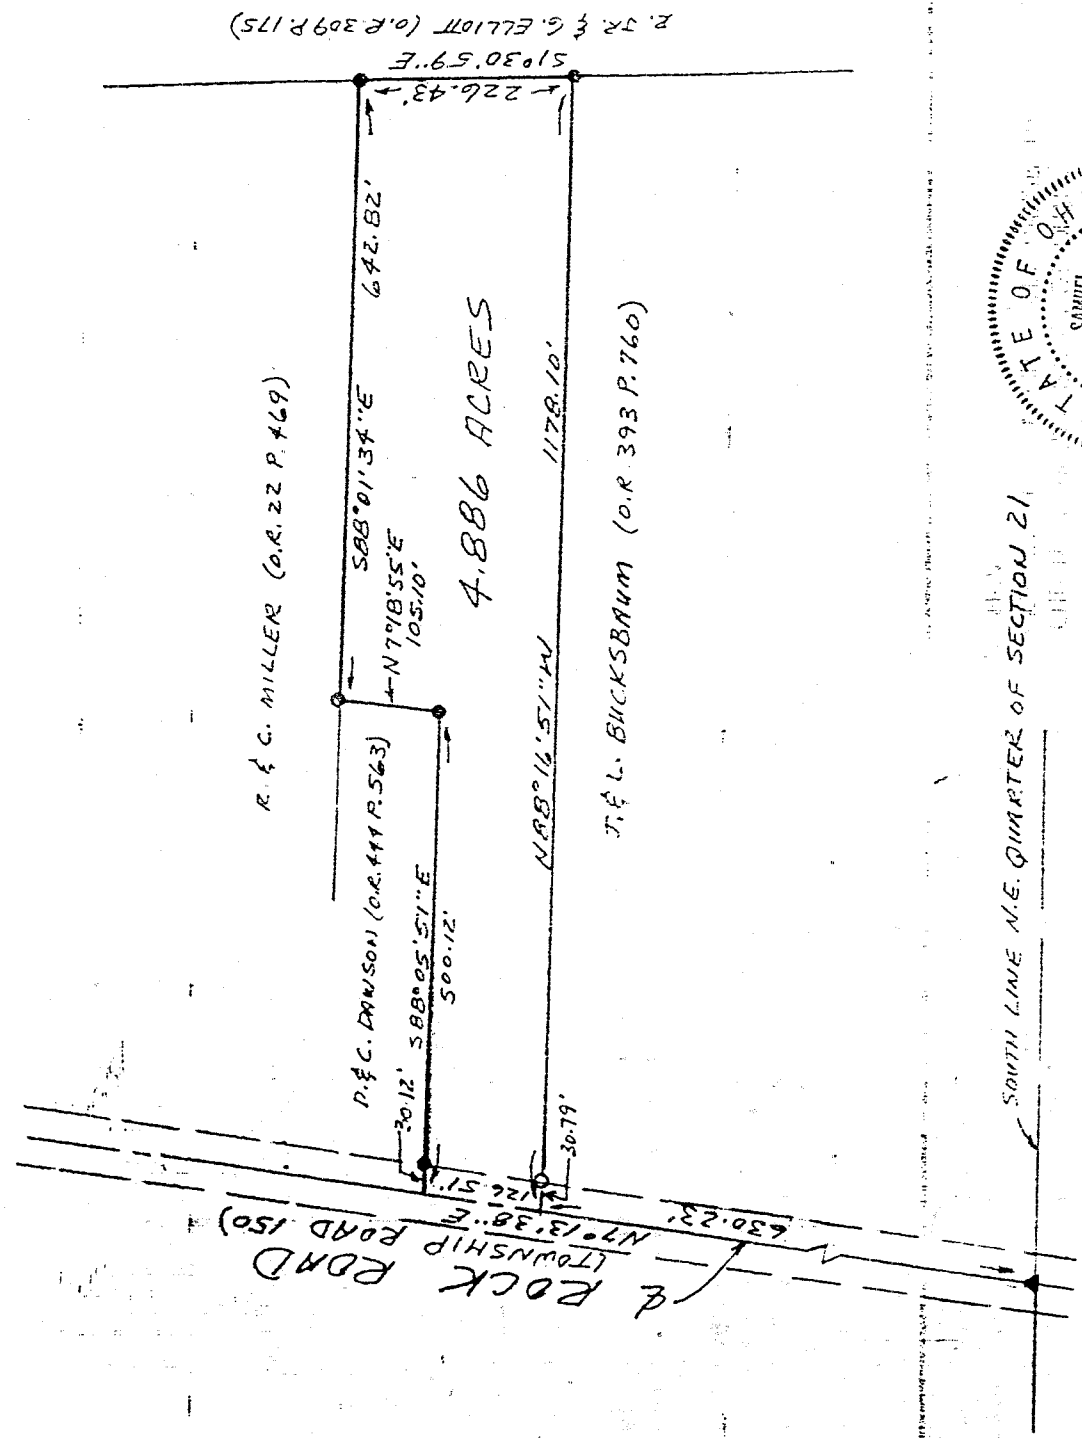 R. JR. & G. ELLIOTT (O.R. 309 P. 175)
S1°30'59"E
226.43'
642.82'
S88°01'34"E
R. & C. MILLER (O.R. 22 P. 469)
N7°18'55"E
105.10'
4.886 ACRES
1178.10'
N88°16'51"W
J. & L. BUCKSBAUM (O.R. 393 P. 760)
D. & C. DAWSON (O.R. 444 P. 563)
30.12'
S88°05'51"E
500.12'
30.79'
126.51'
N7°13'38"E
630.22'
(TOWNSHIP ROAD 150)
℄ ROCK ROAD
SOUTH LINE N.E. QUARTER OF SECTION 21
TATE OF OH
SAMUEL